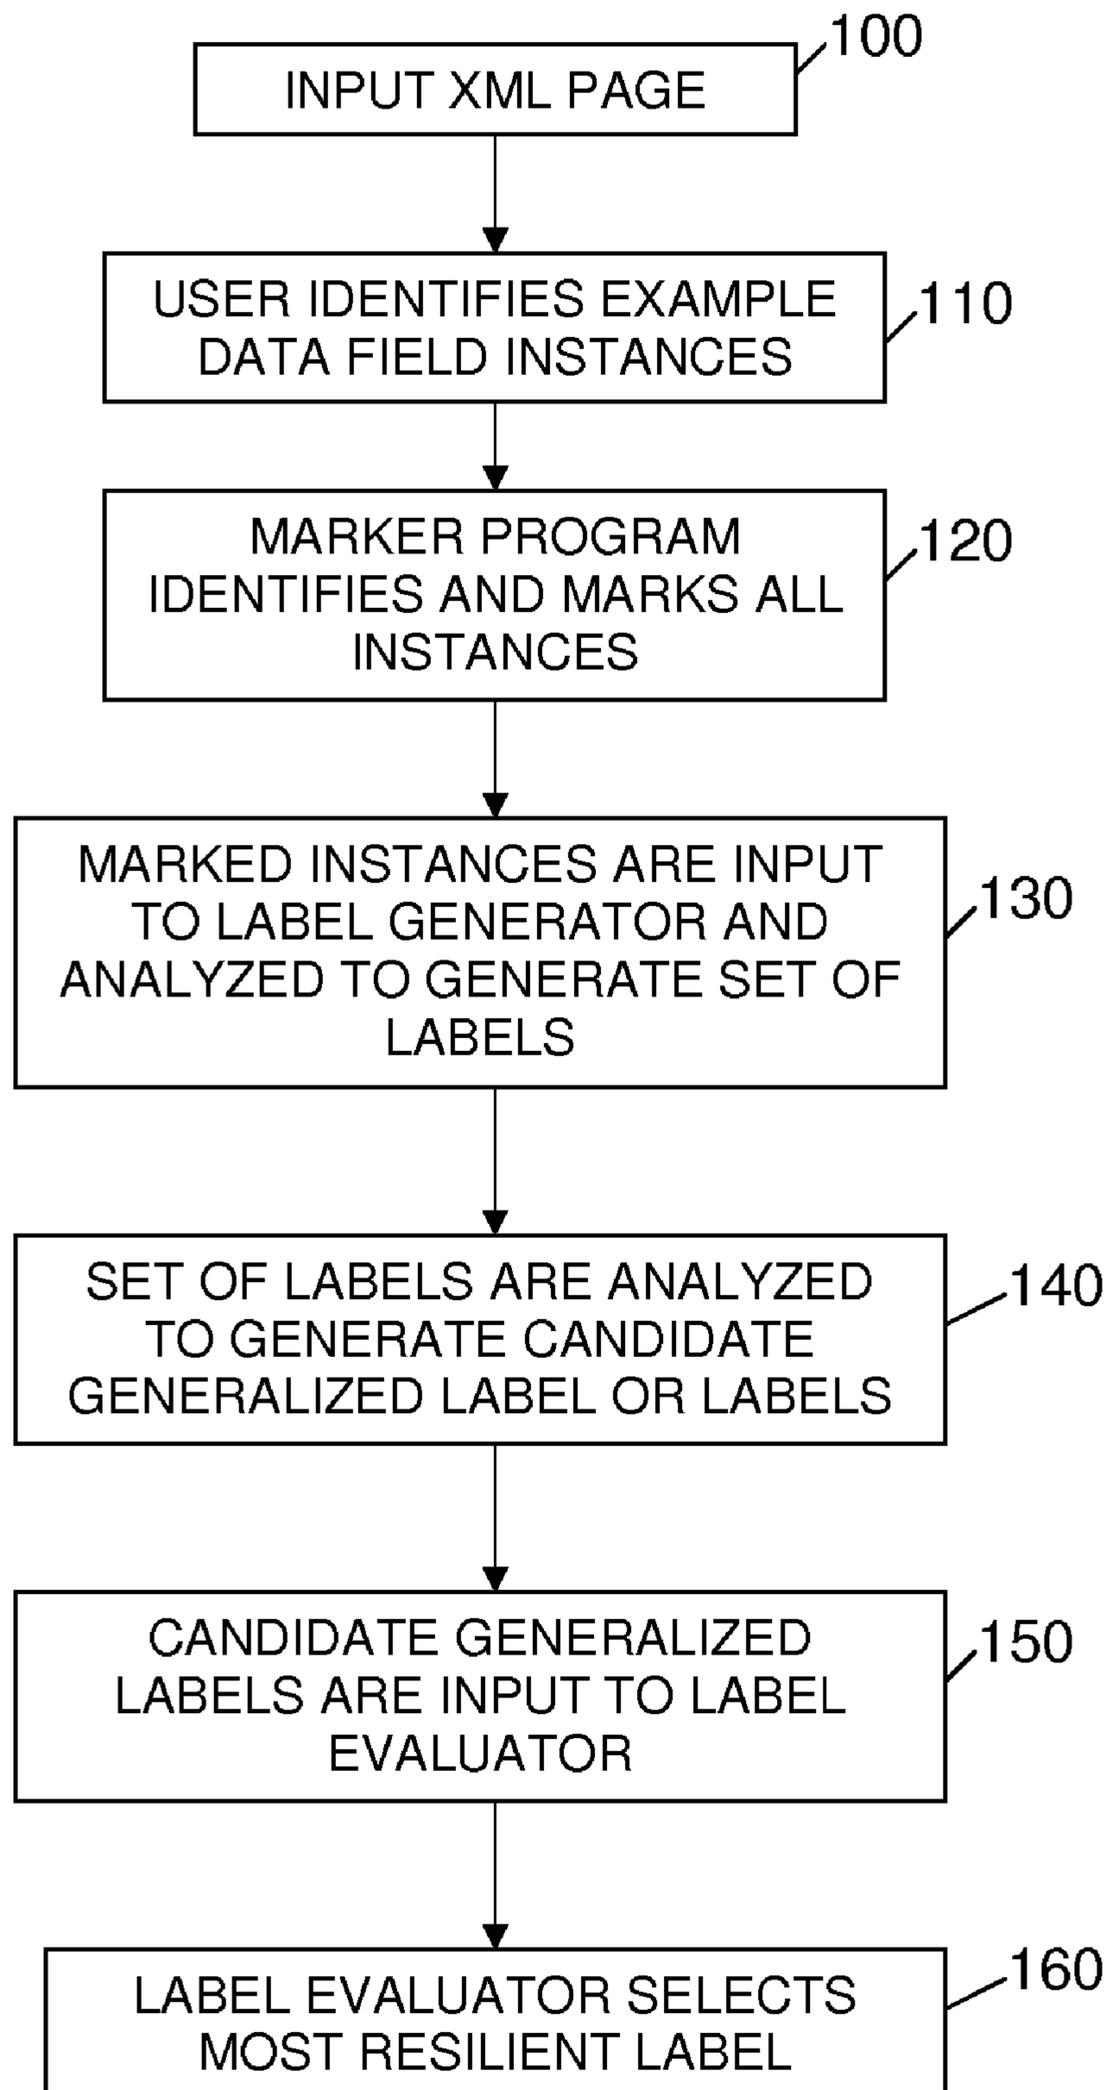 100
INPUT XML PAGE
110
USER IDENTIFIES EXAMPLE
DATA FIELD INSTANCES
120
MARKER PROGRAM
IDENTIFIES AND MARKS ALL
INSTANCES
130
MARKED INSTANCES ARE INPUT
TO LABEL GENERATOR AND
ANALYZED TO GENERATE SET OF
LABELS
140
SET OF LABELS ARE ANALYZED
TO GENERATE CANDIDATE
GENERALIZED LABEL OR LABELS
150
CANDIDATE GENERALIZED
LABELS ARE INPUT TO LABEL
EVALUATOR
160
LABEL EVALUATOR SELECTS
MOST RESILIENT LABEL